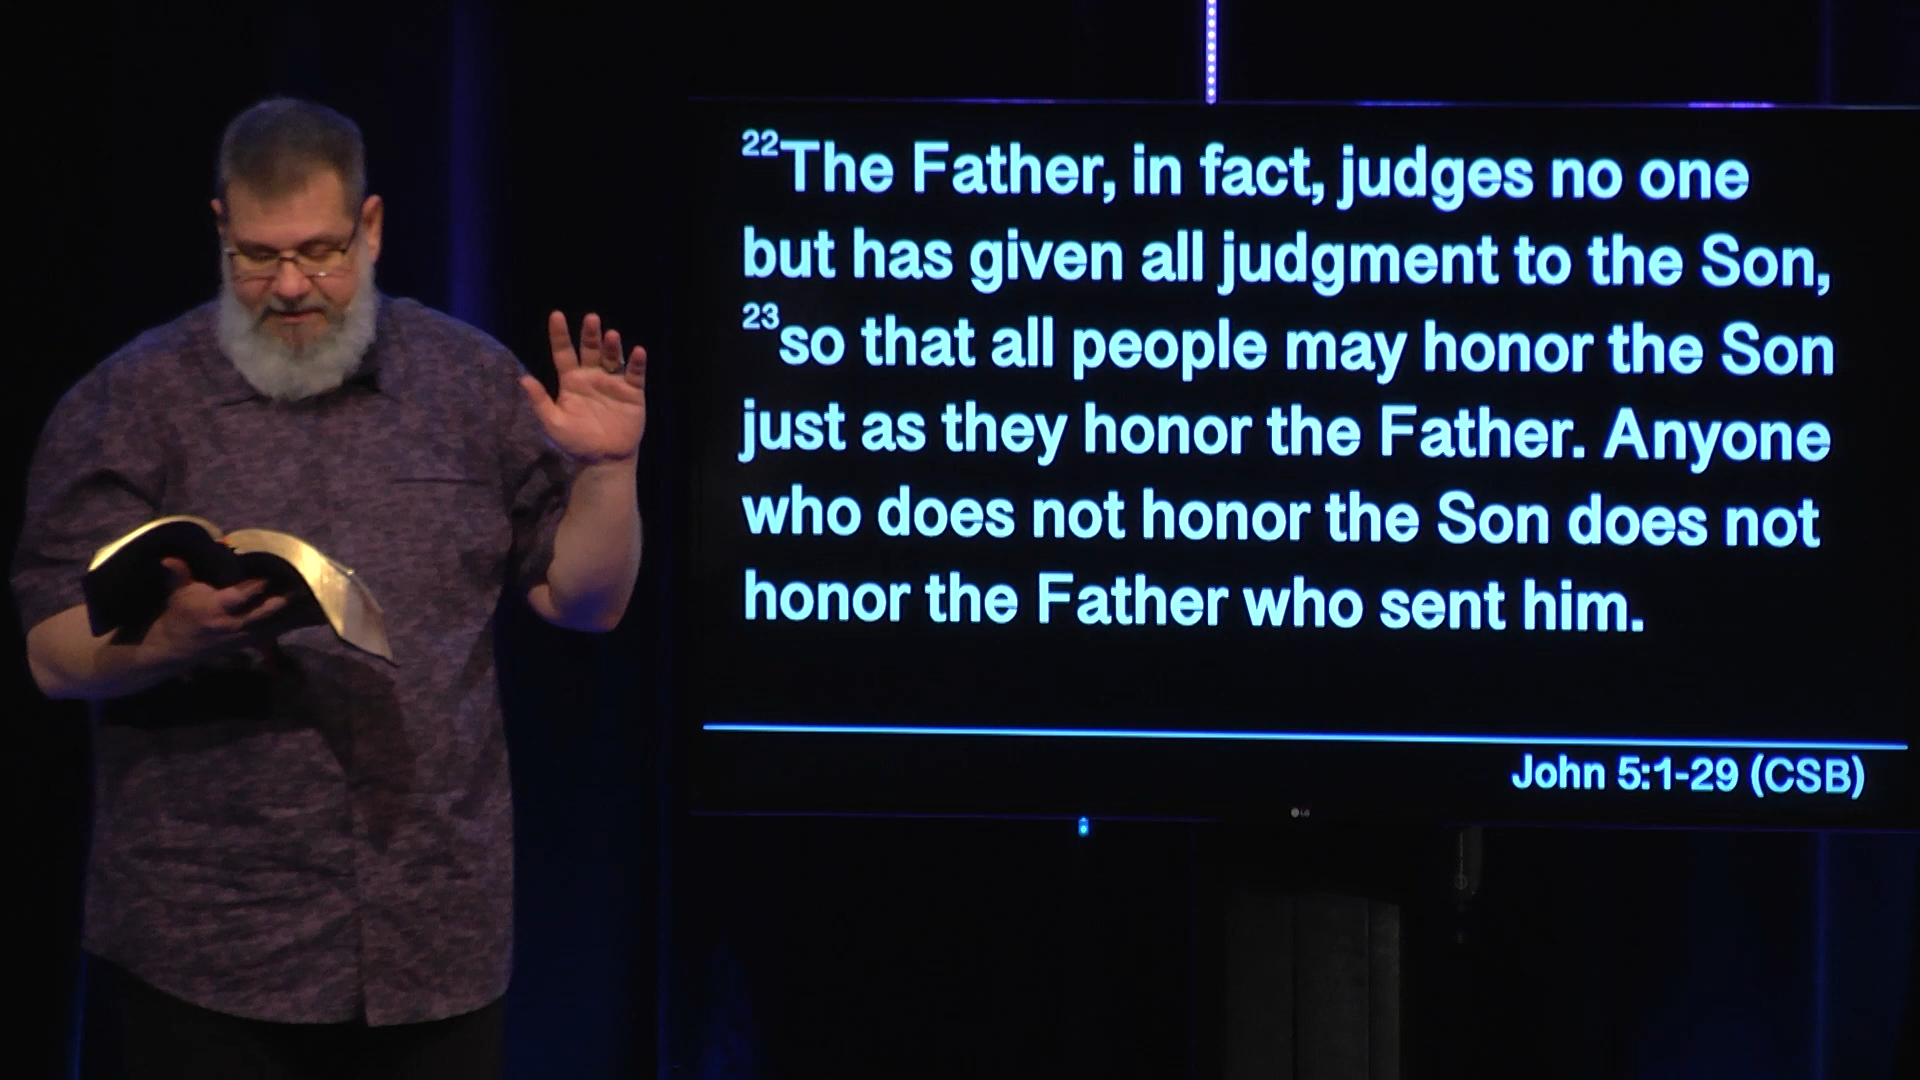 22The Father, in fact, judges no one
but has given all judgment to the Son,
23so that all people may honor the Son
just as they honor the Father. Anyone
who does not honor the Son does not
honor the Father who sent him.
John 5:1-29 (CSB)
LG